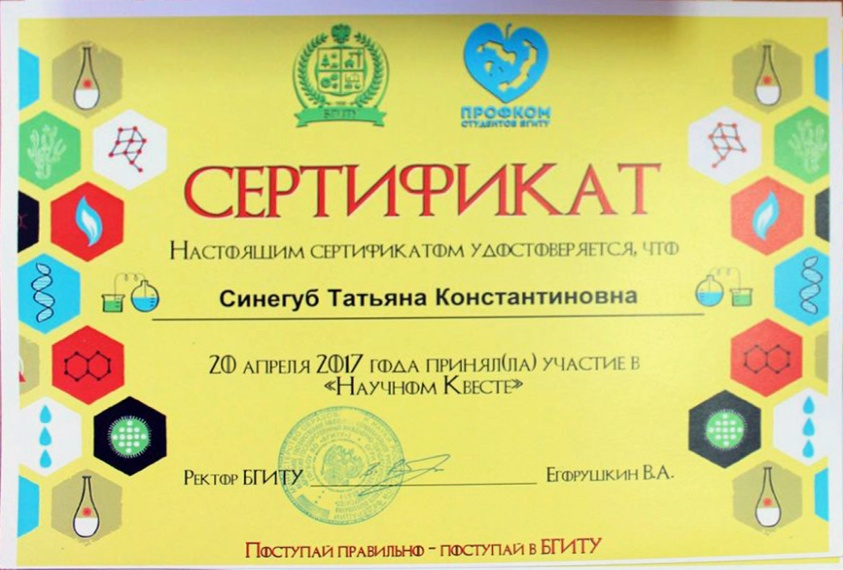 БГИТУ
ПРОФКОМ
СТУДЕНТОВ БГИТУ
СЕРТИФИКАТ
Настоящим сертификатом удостоверяется, что
Синегуб Татьяна Константиновна
20 апреля 2017 года принял(ла) участие в
«Научном Квесте»
Ректор БГИТУ Егорушкин В.А.
Поступай правильно - поступай в БГИТУ